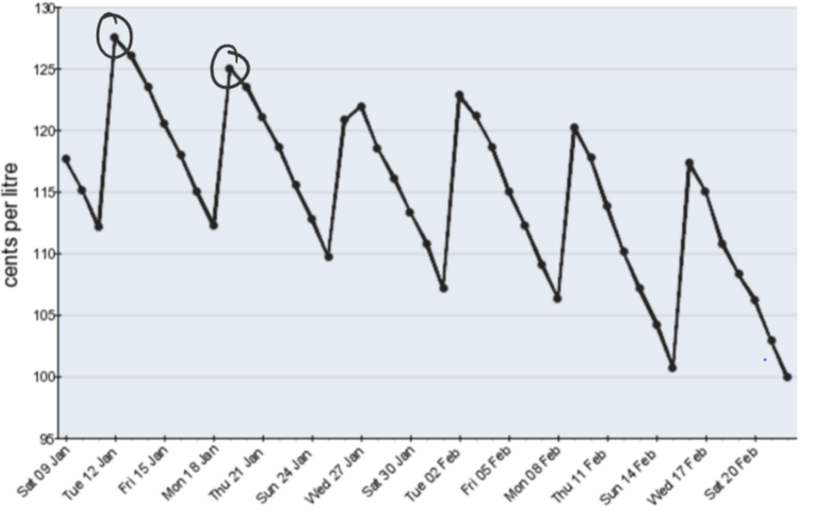 130
125
120
115
110
105
100
95
cents per litre
Sat 09 Jan
Tue 12 Jan
Fri 15 Jan
Mon 18 Jan
Thu 21 Jan
Sun 24 Jan
Wed 27 Jan
Sat 30 Jan
Tue 02 Feb
Fri 05 Feb
Mon 08 Feb
Thu 11 Feb
Sun 14 Feb
Wed 17 Feb
Sat 20 Feb